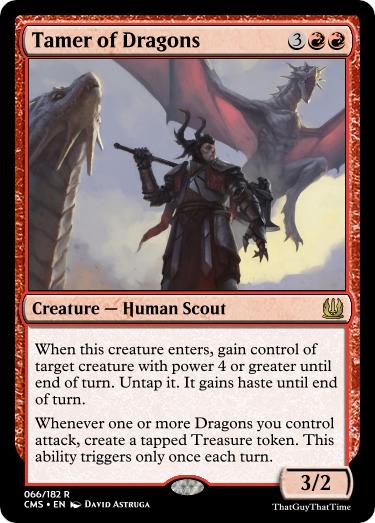 Tamer of Dragons 3
Creature — Human Scout
When this creature enters, gain control of
target creature with power 4 or greater until
end of turn. Untap it. It gains haste until end
of turn.
Whenever one or more Dragons you control
attack, create a tapped Treasure token. This
ability triggers only once each turn.
3/2
066/182 R
CMS • EN David Astruga
ThatGuyThatTime